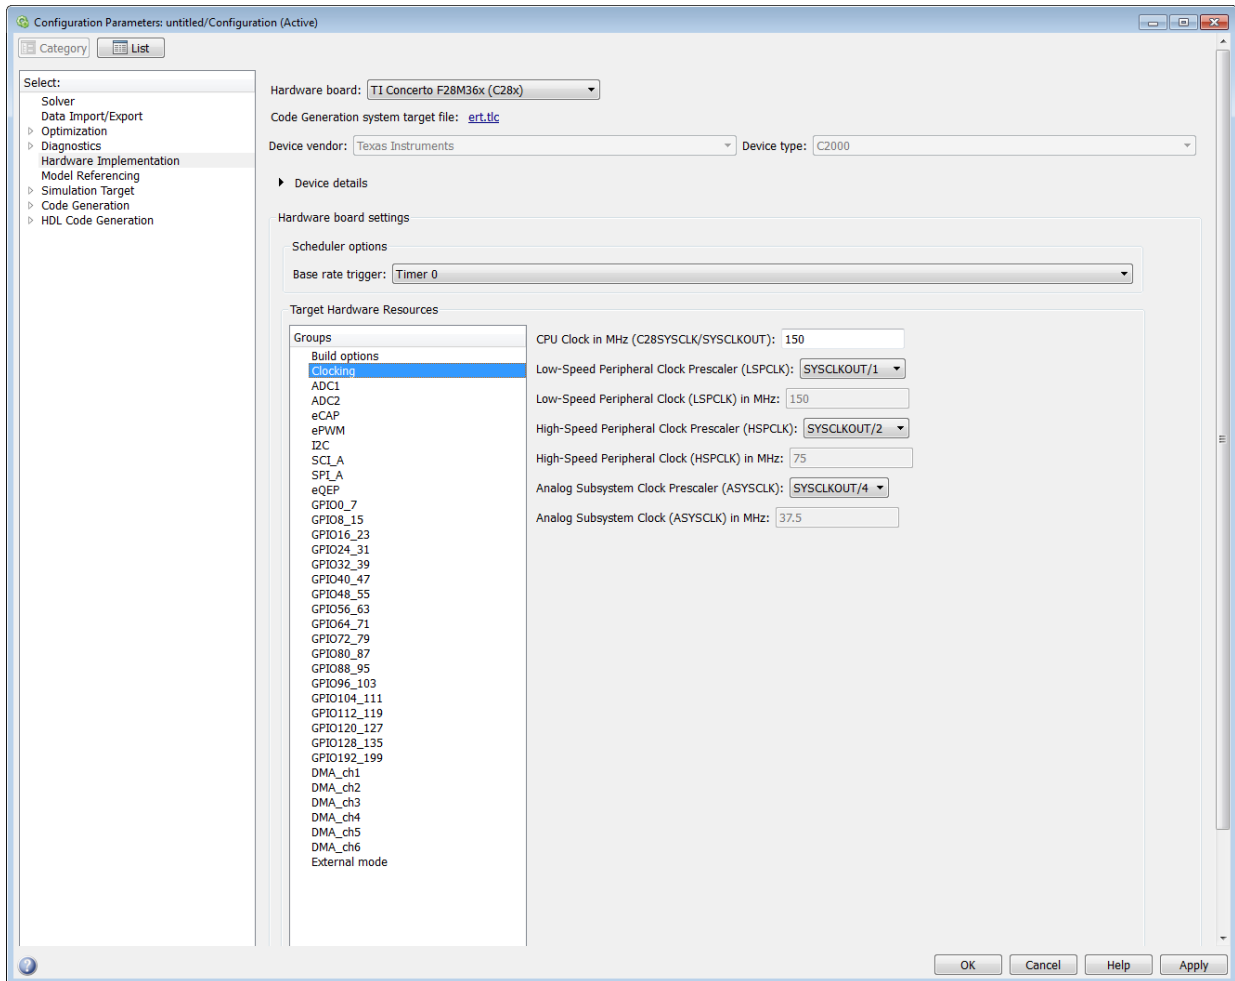 Configuration Parameters: untitled/Configuration (Active)
Category
List
Select:
Solver
Data Import/Export
Optimization
Diagnostics
Hardware Implementation
Model Referencing
Simulation Target
Code Generation
HDL Code Generation
Hardware board: TI Concerto F28M36x (C28x)
Code Generation system target file: ert.tlc
Device vendor: Texas Instruments Device type: C2000
Device details
Hardware board settings
Scheduler options
Base rate trigger: Timer 0
Target Hardware Resources
Groups
Build options
Clocking
ADC1
ADC2
eCAP
ePWM
I2C
SCI_A
SPI_A
eQEP
GPIO0_7
GPIO8_15
GPIO16_23
GPIO24_31
GPIO32_39
GPIO40_47
GPIO48_55
GPIO56_63
GPIO64_71
GPIO72_79
GPIO80_87
GPIO88_95
GPIO96_103
GPIO104_111
GPIO112_119
GPIO120_127
GPIO128_135
GPIO192_199
DMA_ch1
DMA_ch2
DMA_ch3
DMA_ch4
DMA_ch5
DMA_ch6
External mode
CPU Clock in MHz (C28SYSCLK/SYSCLKOUT): 150
Low-Speed Peripheral Clock Prescaler (LSPCLK): SYSCLKOUT/1
Low-Speed Peripheral Clock (LSPCLK) in MHz: 150
High-Speed Peripheral Clock Prescaler (HSPCLK): SYSCLKOUT/2
High-Speed Peripheral Clock (HSPCLK) in MHz: 75
Analog Subsystem Clock Prescaler (ASYSCLK): SYSCLKOUT/4
Analog Subsystem Clock (ASYSCLK) in MHz: 37.5
OK
Cancel
Help
Apply